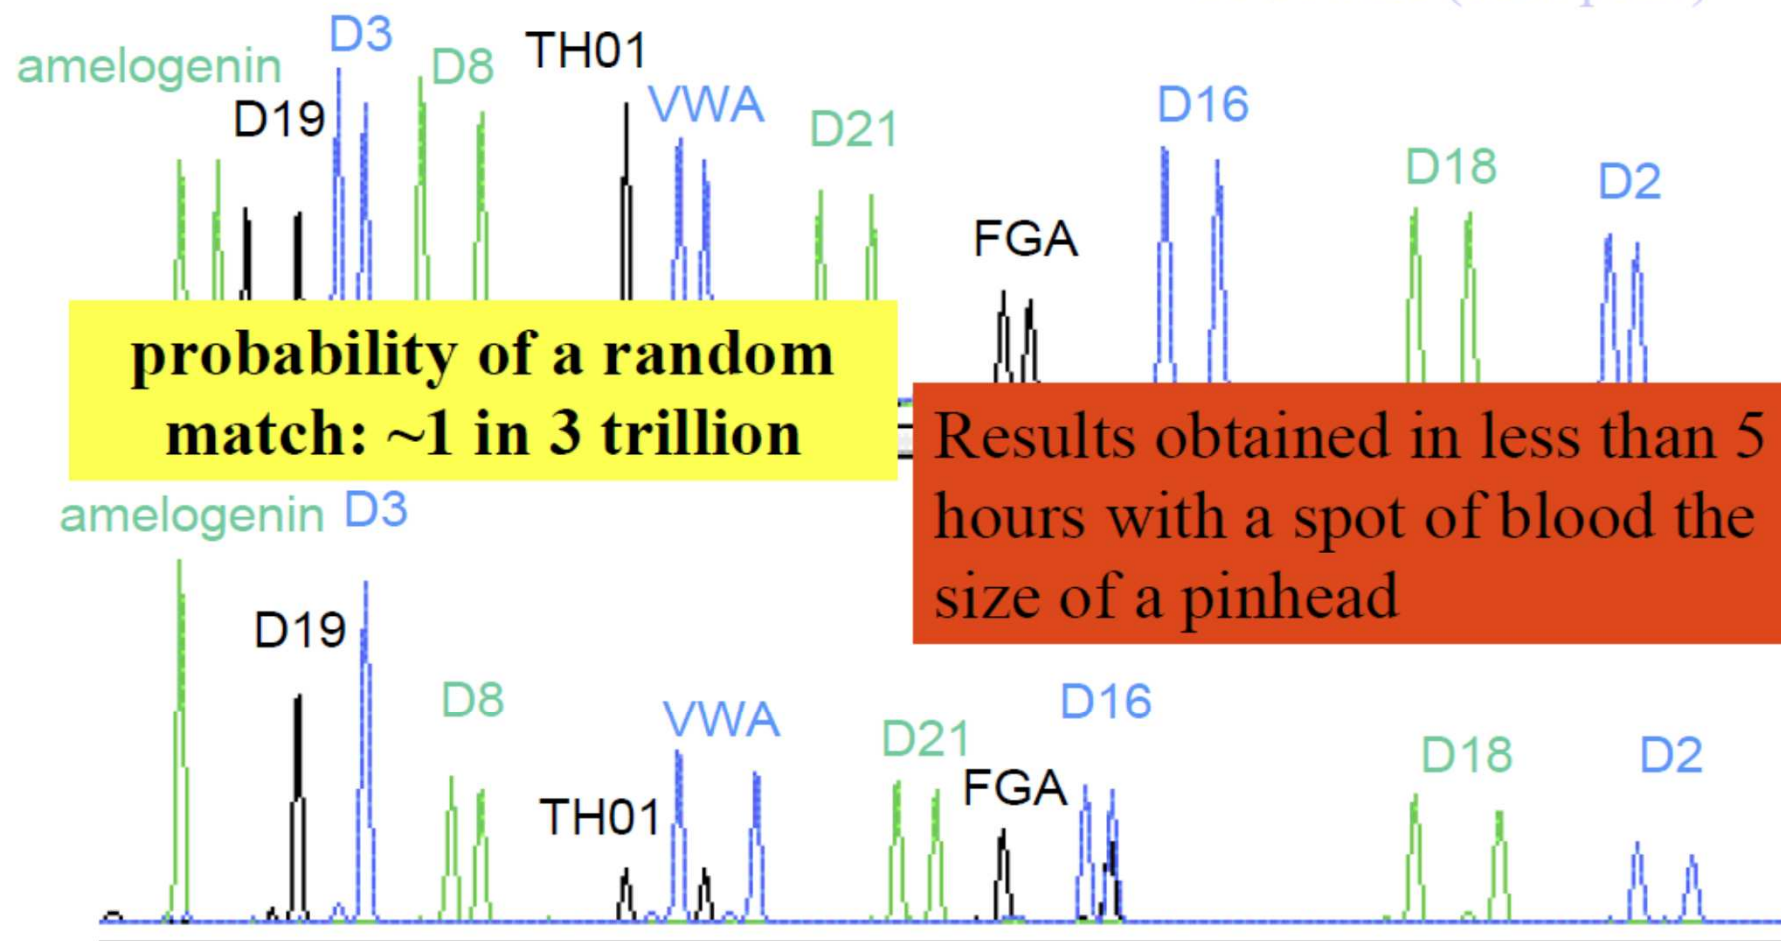 amelogenin
D19
D3
D8
TH01
VWA
D21
FGA
D16
D18
D2
probability of a random
match: ~1 in 3 trillion
Results obtained in less than 5
hours with a spot of blood the
size of a pinhead
amelogenin
D3
D19
D8
TH01
VWA
D21
FGA
D16
D18
D2